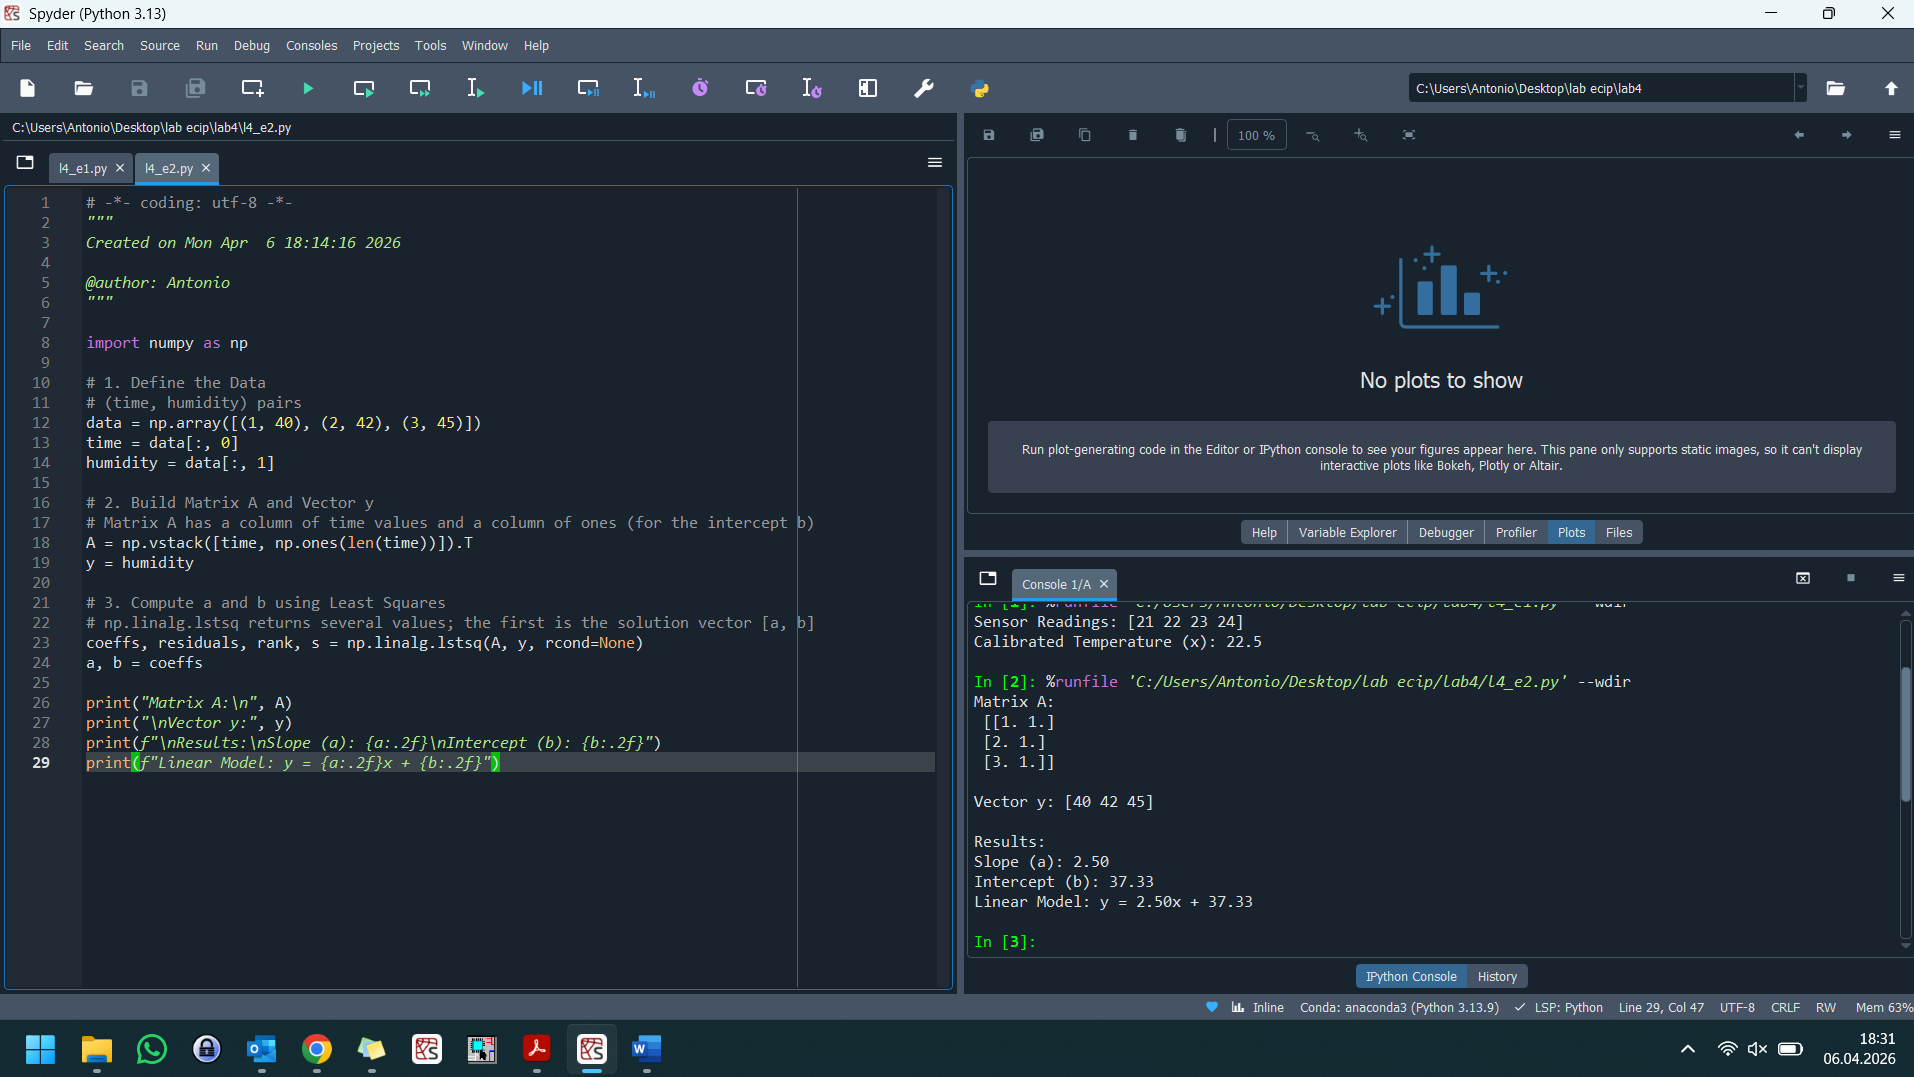 Spyder (Python 3.13)
File Edit Search Source Run Debug Consoles Projects Tools Window Help
C:\Users\Antonio\Desktop\lab ecip\lab4
C:\Users\Antonio\Desktop\lab ecip\lab4\l4_e2.py
l4_e1.py
l4_e2.py
1 # -*- coding: utf-8 -*-
2 """
3 Created on Mon Apr  6 18:14:16 2026
4
5 @author: Antonio
6 """
7
8 import numpy as np
9
10 # 1. Define the Data
11 # (time, humidity) pairs
12 data = np.array([(1, 40), (2, 42), (3, 45)])
13 time = data[:, 0]
14 humidity = data[:, 1]
15
16 # 2. Build Matrix A and Vector y
17 # Matrix A has a column of time values and a column of ones (for the intercept b)
18 A = np.vstack([time, np.ones(len(time))]).T
19 y = humidity
20
21 # 3. Compute a and b using Least Squares
22 # np.linalg.lstsq returns several values; the first is the solution vector [a, b]
23 coeffs, residuals, rank, s = np.linalg.lstsq(A, y, rcond=None)
24 a, b = coeffs
25
26 print("Matrix A:\n", A)
27 print("\nVector y:", y)
28 print(f"\nResults:\nSlope (a): {a:.2f}\nIntercept (b): {b:.2f}")
29 print(f"Linear Model: y = {a:.2f}x + {b:.2f}")
100 %
No plots to show
Run plot-generating code in the Editor or IPython console to see your figures appear here. This pane only supports static images, so it can't display
interactive plots like Bokeh, Plotly or Altair.
Help Variable Explorer Debugger Profiler Plots Files
Console 1/A
In [1]: %runfile 'C:/Users/Antonio/Desktop/lab ecip/lab4/l4_e1.py' --wdir
Sensor Readings: [21 22 23 24]
Calibrated Temperature (x): 22.5
In [2]: %runfile 'C:/Users/Antonio/Desktop/lab ecip/lab4/l4_e2.py' --wdir
Matrix A:
[[1. 1.]
[2. 1.]
[3. 1.]]
Vector y: [40 42 45]
Results:
Slope (a): 2.50
Intercept (b): 37.33
Linear Model: y = 2.50x + 37.33
In [3]:
IPython Console History
Inline Conda: anaconda3 (Python 3.13.9) LSP: Python Line 29, Col 47 UTF-8 CRLF RW Mem 63%
18:31
06.04.2026